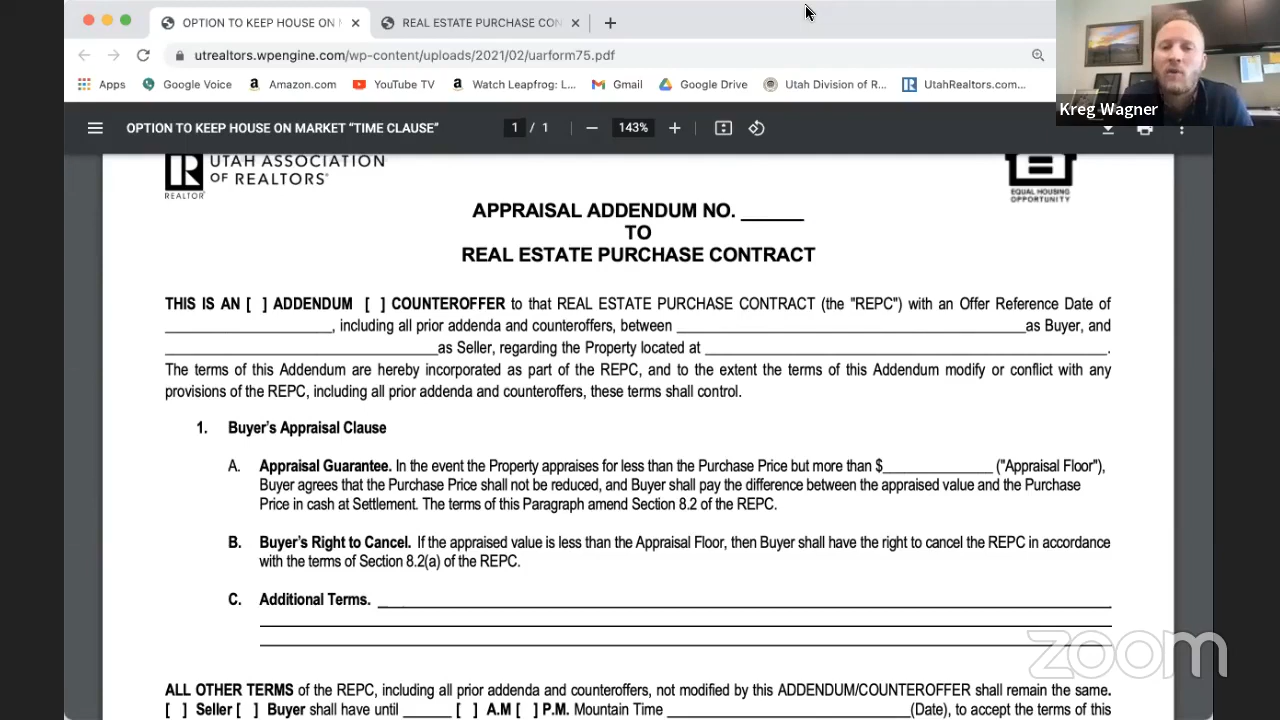 OPTION TO KEEP HOUSE ON M
REAL ESTATE PURCHASE CON
utrealtors.wpengine.com/wp-content/uploads/2021/02/uarform75.pdf
Apps
Google Voice
Amazon.com
YouTube TV
Watch Leapfrog: L...
Gmail
Google Drive
Utah Division of R...
UtahRealtors.com...
Kreg Wagner
OPTION TO KEEP HOUSE ON MARKET “TIME CLAUSE”
1 / 1
143%
UTAH ASSOCIATION
OF REALTORS®
REALTOR®
EQUAL HOUSING
OPPORTUNITY
APPRAISAL ADDENDUM NO. ______
TO
REAL ESTATE PURCHASE CONTRACT
THIS IS AN [ ] ADDENDUM [ ] COUNTEROFFER to that REAL ESTATE PURCHASE CONTRACT (the "REPC") with an Offer Reference Date of
____________________, including all prior addenda and counteroffers, between ____________________as Buyer, and
____________________as Seller, regarding the Property located at ____________________.
The terms of this Addendum are hereby incorporated as part of the REPC, and to the extent the terms of this Addendum modify or conflict with any
provisions of the REPC, including all prior addenda and counteroffers, these terms shall control.
1. Buyer’s Appraisal Clause
A. Appraisal Guarantee. In the event the Property appraises for less than the Purchase Price but more than $______________ ("Appraisal Floor"),
Buyer agrees that the Purchase Price shall not be reduced, and Buyer shall pay the difference between the appraised value and the Purchase
Price in cash at Settlement. The terms of this Paragraph amend Section 8.2 of the REPC.
B. Buyer’s Right to Cancel. If the appraised value is less than the Appraisal Floor, then Buyer shall have the right to cancel the REPC in accordance
with the terms of Section 8.2(a) of the REPC.
C. Additional Terms. ____________________
zoom
ALL OTHER TERMS of the REPC, including all prior addenda and counteroffers, not modified by this ADDENDUM/COUNTEROFFER shall remain the same.
[ ] Seller [ ] Buyer shall have until ______ [ ] A.M [ ] P.M. Mountain Time ____________________(Date), to accept the terms of this